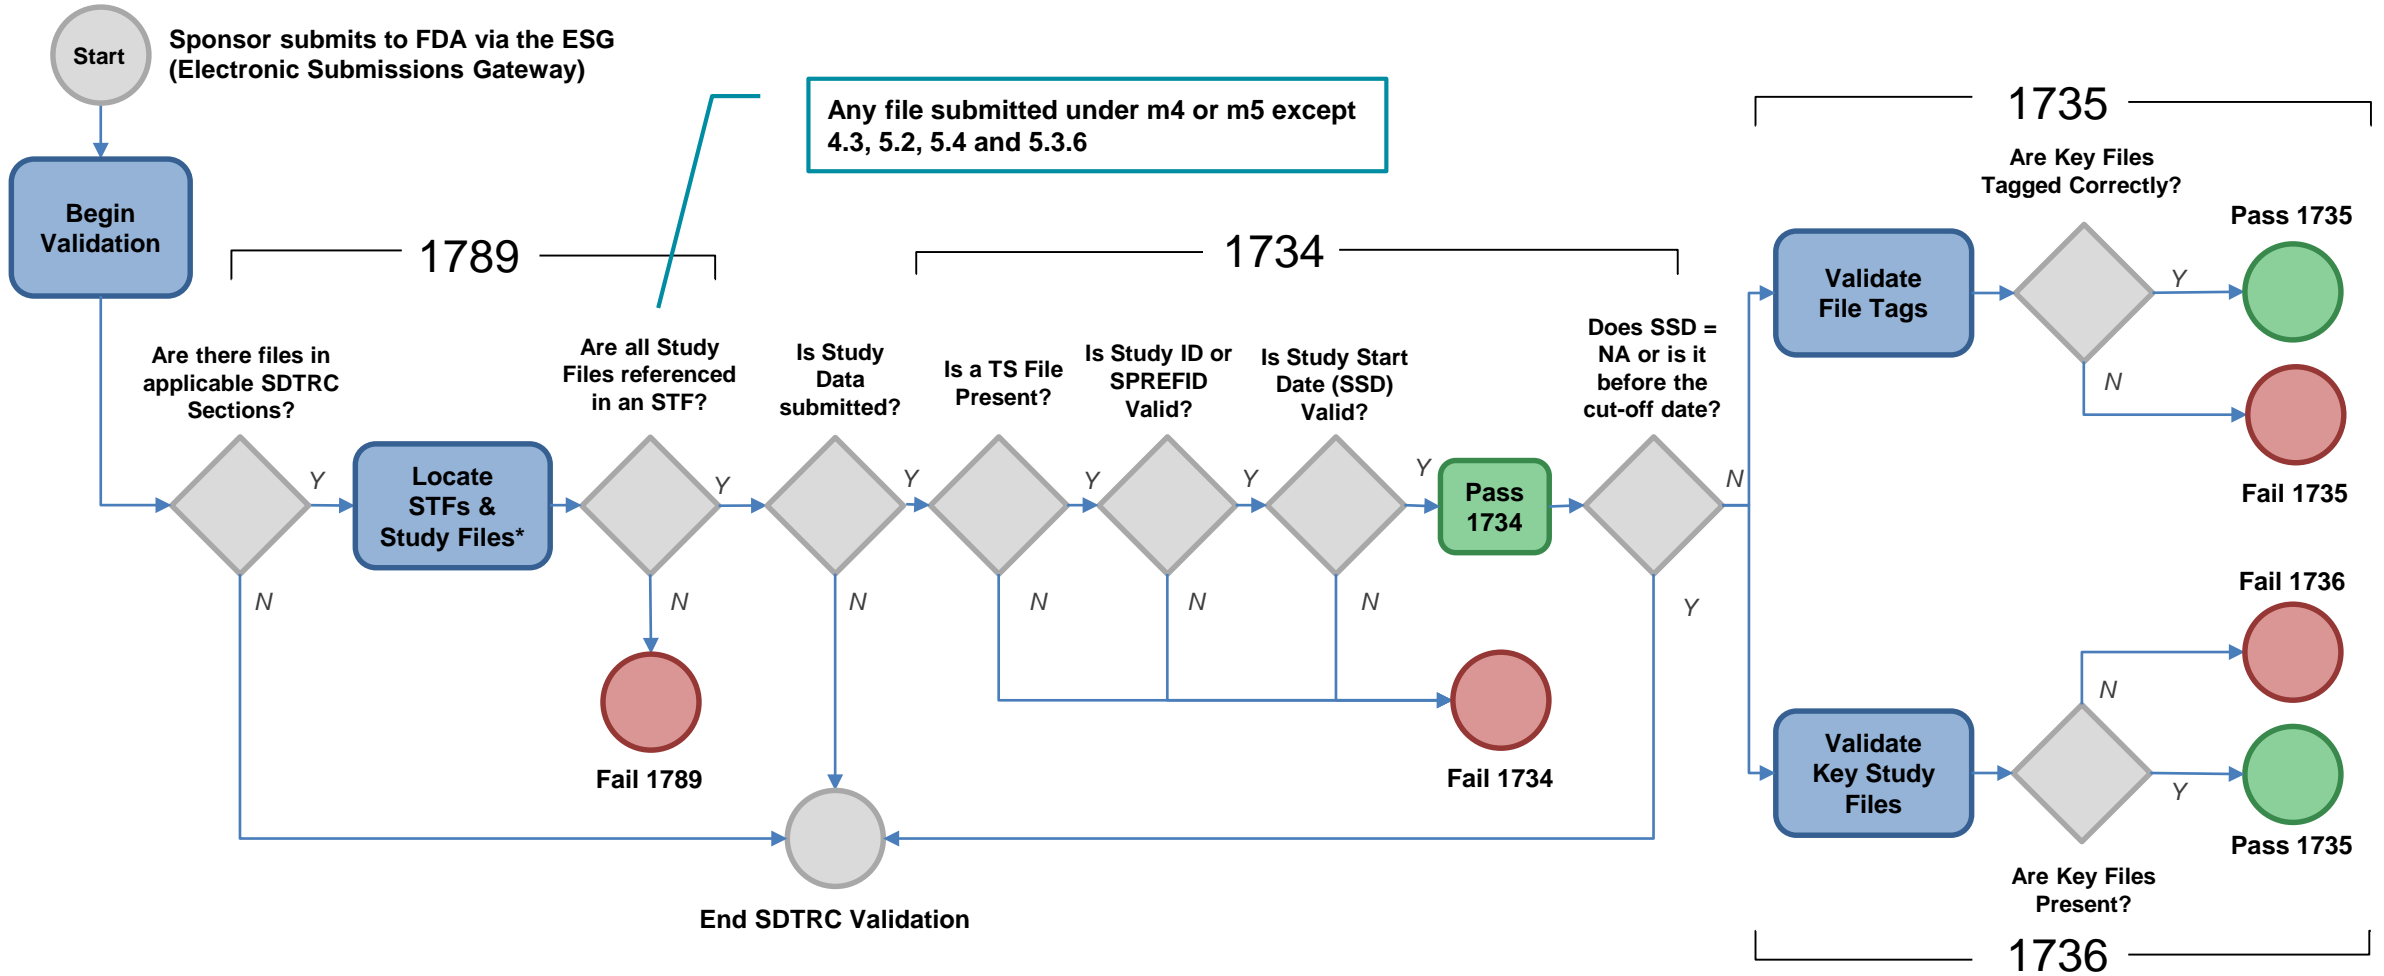 Start
Sponsor submits to FDA via the ESG
(Electronic Submissions Gateway)
Any file submitted under m4 or m5 except
4.3, 5.2, 5.4 and 5.3.6
Begin
Validation
1789
1734
1735
Are there files in
applicable SDTRC
Sections?
Y
N
Locate
STFs &
Study Files*
Are all Study
Files referenced
in an STF?
Y
N
Fail 1789
Is Study
Data
submitted?
Y
N
End SDTRC Validation
Is a TS File
Present?
Y
N
Is Study ID or
SPREFID
Valid?
Y
N
Is Study Start
Date (SSD)
Valid?
Y
N
Pass
1734
Fail 1734
Does SSD =
NA or is it
before the
cut-off date?
N
Y
Validate
File Tags
Are Key Files
Tagged Correctly?
Y
N
Pass 1735
Fail 1735
Validate
Key Study
Files
Fail 1736
N
Y
Pass 1735
Are Key Files
Present?
1736